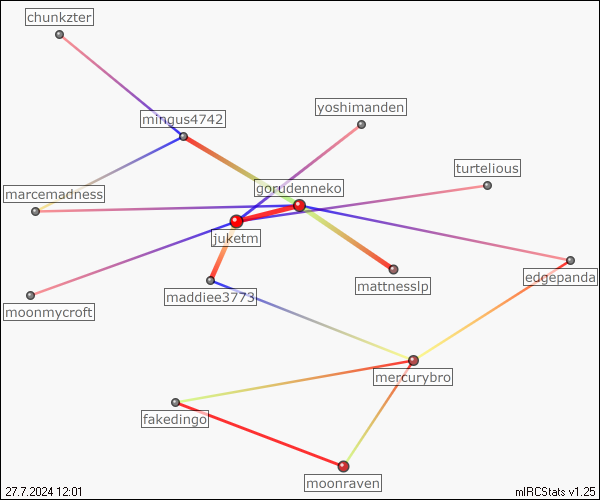 chunkzter
yoshimanden
mingus4742
turtelious
gorudenneko
marcemadness
juketm
edgepanda
mattnesslp
maddiee3773
moonmycroft
mercurybro
fakedingo
moonraven
27.7.2024 12:01
mIRCStats v1.25